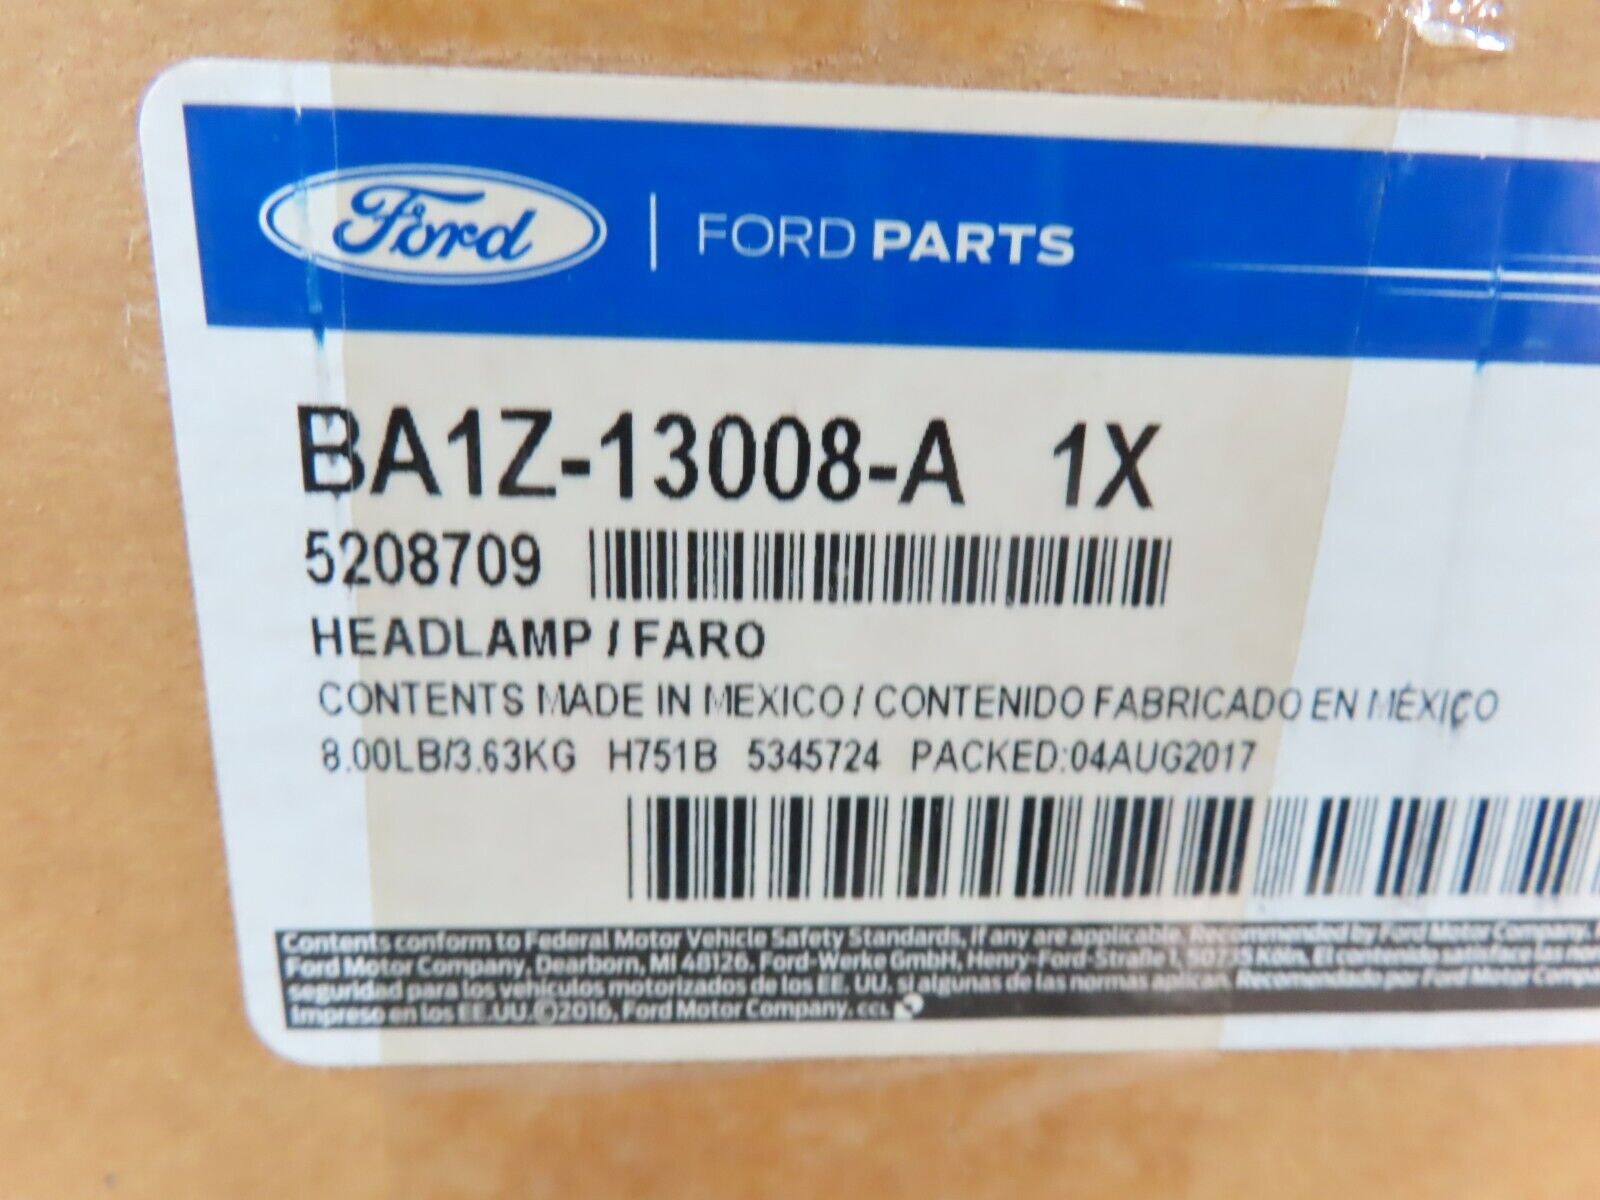 Ford | FORD PARTS
BA1Z-13008-A 1X
5208709
HEADLAMP / FARO
CONTENTS MADE IN MEXICO / CONTENIDO FABRICADO EN MÉXICO
8.00LB/3.63KG H751B 5345724 PACKED:04AUG2017
Contents conform to Federal Motor Vehicle Safety Standards, if any are applicable. Recommended by Ford Motor Company.
Ford Motor Company, Dearborn, MI 48126. Ford-Werke GmbH, Henry-Ford-Straße 1, 50735 Köln. El contenido satisface las
seguridad para los vehículos motorizados de los EE. UU. si algunas de las normas aplican. Recomendado por Ford Motor
Impreso en los EE.UU.©2016, Ford Motor Company. CCL